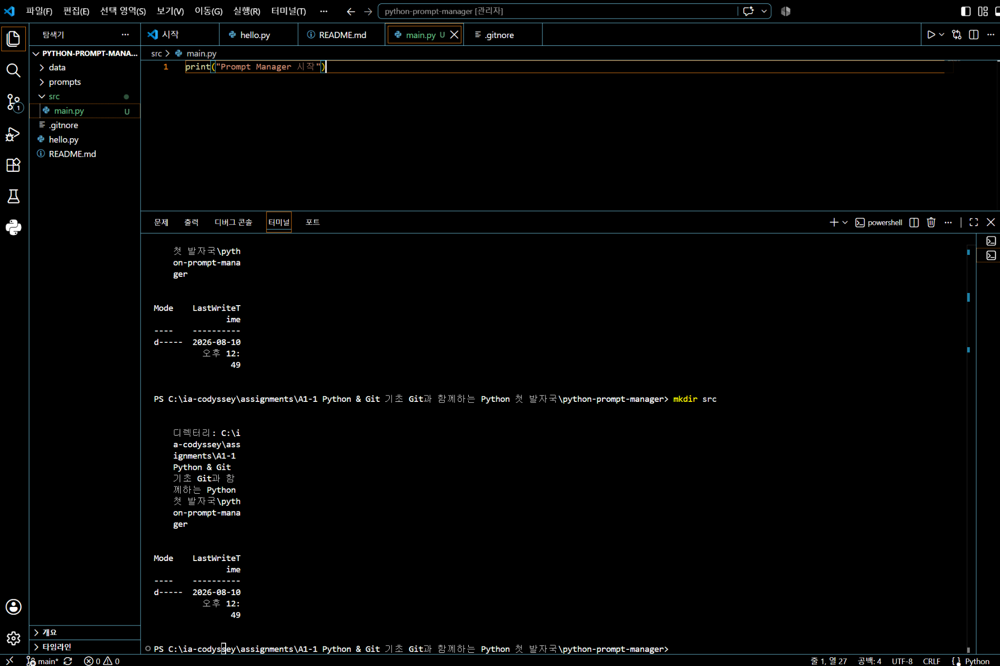 파일(F) 편집(E) 선택 영역(S) 보기(V) 이동(G) 실행(R) 터미널(T) ··· python-prompt-manager [관리자]
탐색기 ···
시작 hello.py README.md main.py U .gitnore
PYTHON-PROMPT-MANA...
data
prompts
src
main.py U
.gitnore
hello.py
README.md
src > main.py
1 print("Prompt Manager 시작")
1
문제 출력 디버그 콘솔 터미널 포트 powershell
첫 발자국\pyth
on-prompt-mana
ger
Mode LastWriteT
ime
---- ----------
d----- 2026-08-10
오후 12:
49
PS C:\ia-codyssey\assignments\A1-1 Python & Git 기초 Git과 함께하는 Python 첫 발자국\python-prompt-manager> mkdir src
디렉터리: C:\i
a-codyssey\ass
ignments\A1-1
Python & Git
기초 Git과 함
께하는 Python
첫 발자국\pyth
on-prompt-mana
ger
Mode LastWriteT
ime
---- ----------
d----- 2026-08-10
오후 12:
49
PS C:\ia-codyssey\assignments\A1-1 Python & Git 기초 Git과 함께하는 Python 첫 발자국\python-prompt-manager>
개요
타임라인
main* 0 0 줄 1, 열 27 공백: 4 UTF-8 CRLF {} Python